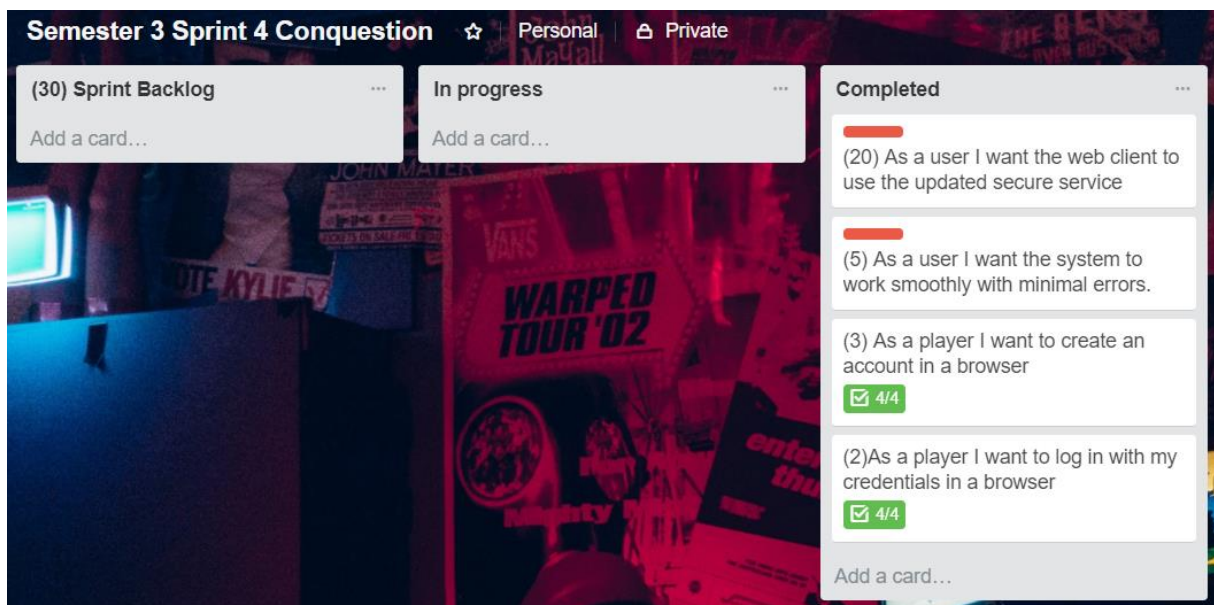 Semester 3 Sprint 4 Conquestion
Personal
Private
(30) Sprint Backlog
Add a card...
In progress
Add a card...
Completed
(20) As a user I want the web client to
use the updated secure service
(5) As a user I want the system to
work smoothly with minimal errors.
(3) As a player I want to create an
account in a browser
4/4
(2)As a player I want to log in with my
credentials in a browser
4/4
Add a card...
JOHN MAYER
VOTE KYLIE
VANS
WARPED
TOUR '02